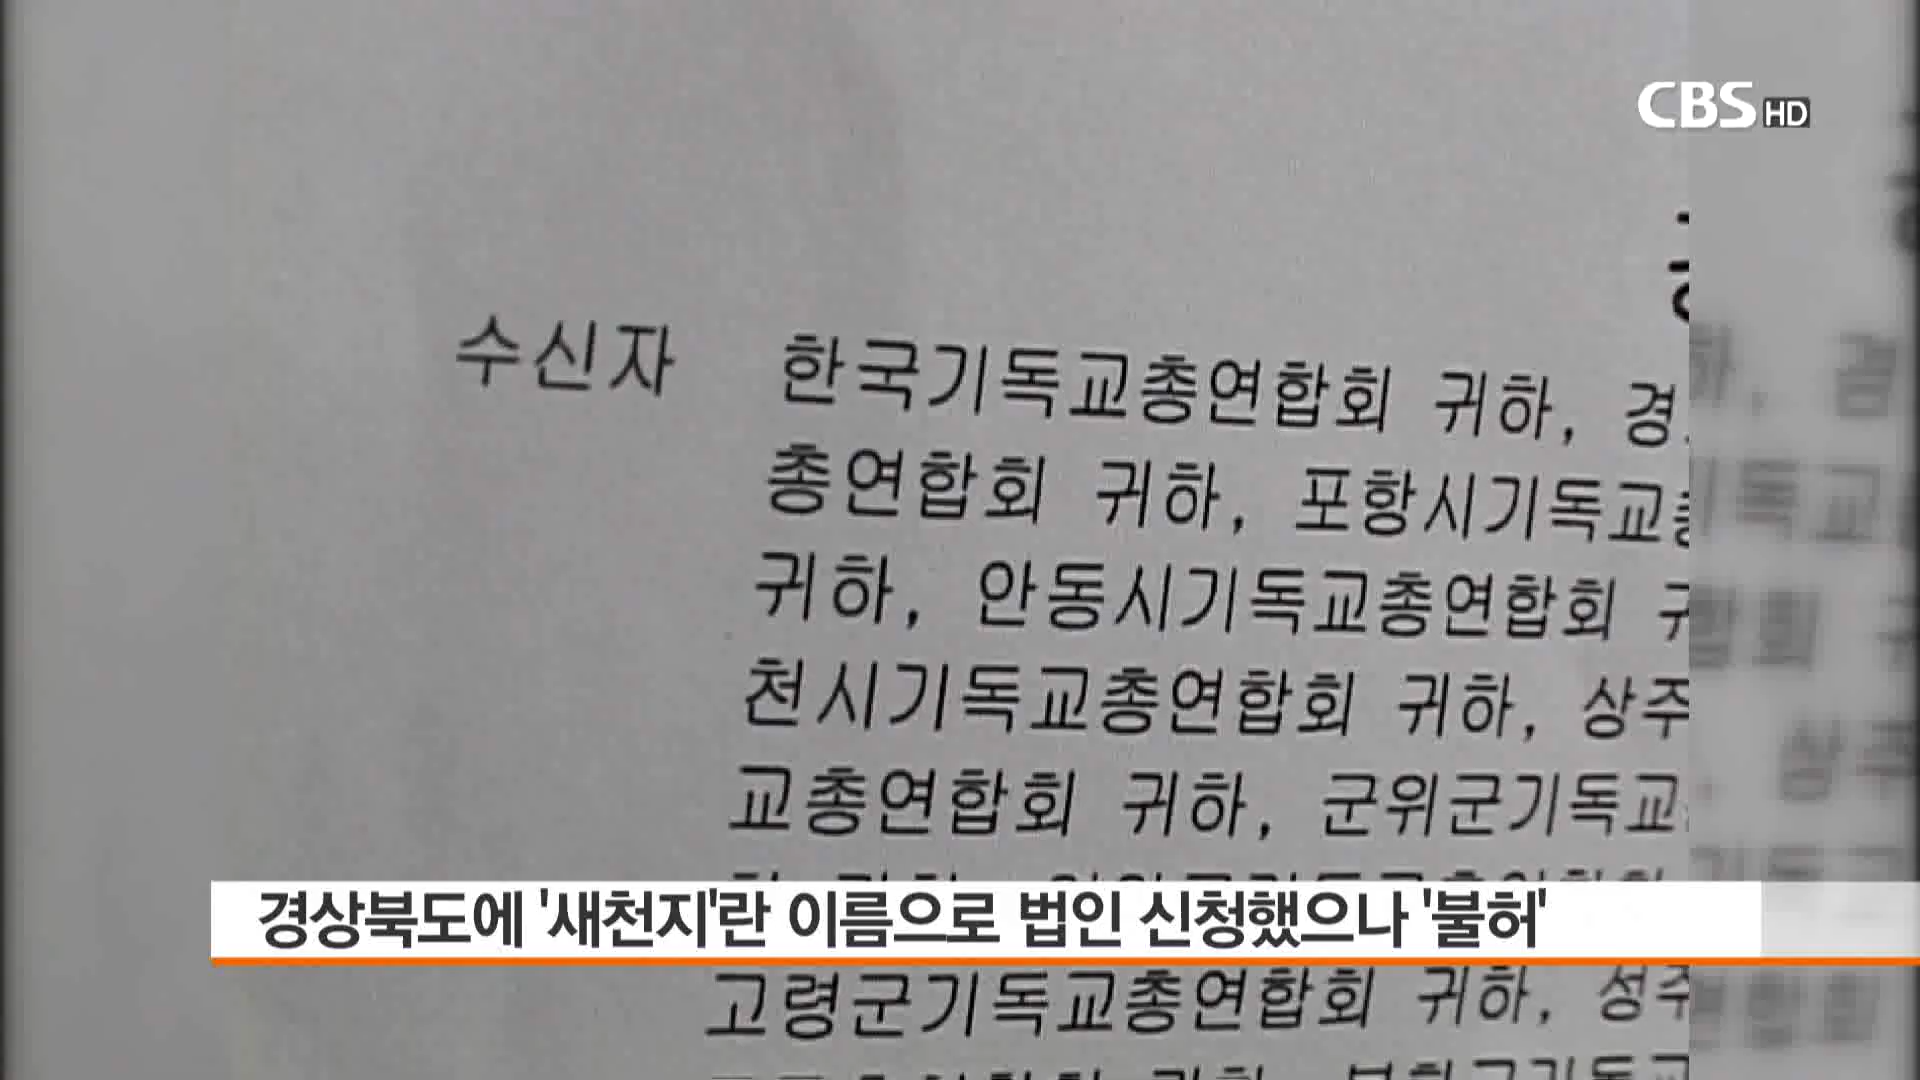 CBS HD
수신자 한국기독교총연합회 귀하,
총연합회 귀하, 포항시기독교
귀하, 안동시기독교총연합회
천시기독교총연합회 귀하, 상주
교총연합회 귀하, 군위군기독교
경상북도에 '새천지'란 이름으로 법인 신청했으나 '불허'
고령군기독교총연합회 귀하, 성주